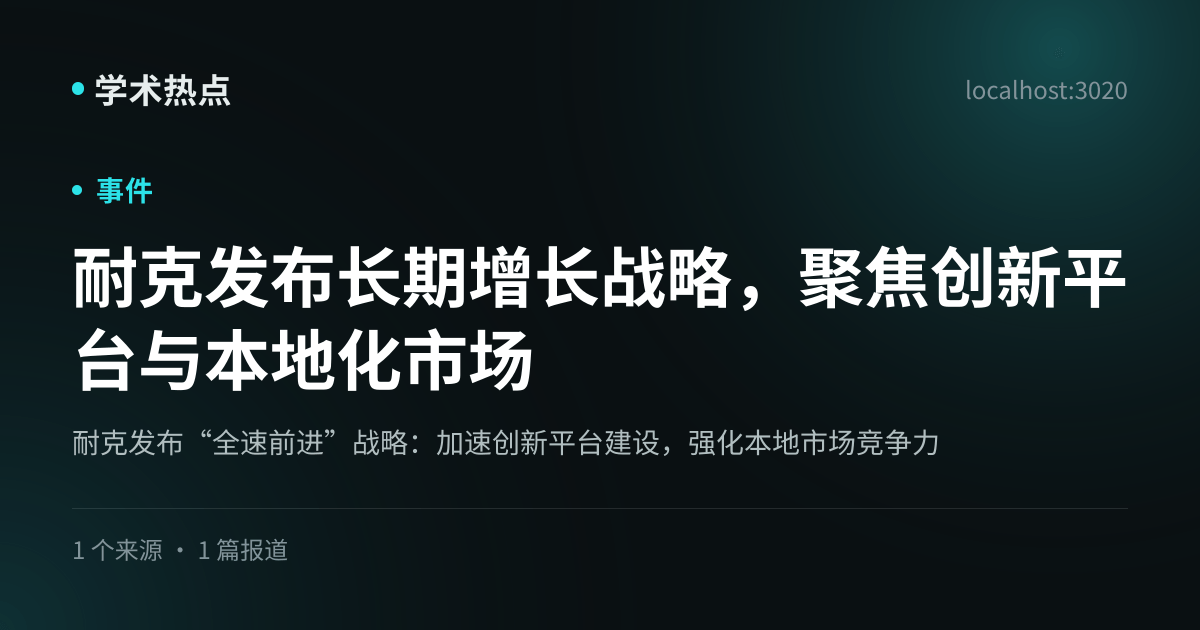 学术热点
localhost:3020
事件
耐克发布长期增长战略，聚焦创新平
台与本地化市场
耐克发布“全速前进”战略：加速创新平台建设，强化本地市场竞争力
1 个来源 · 1 篇报道